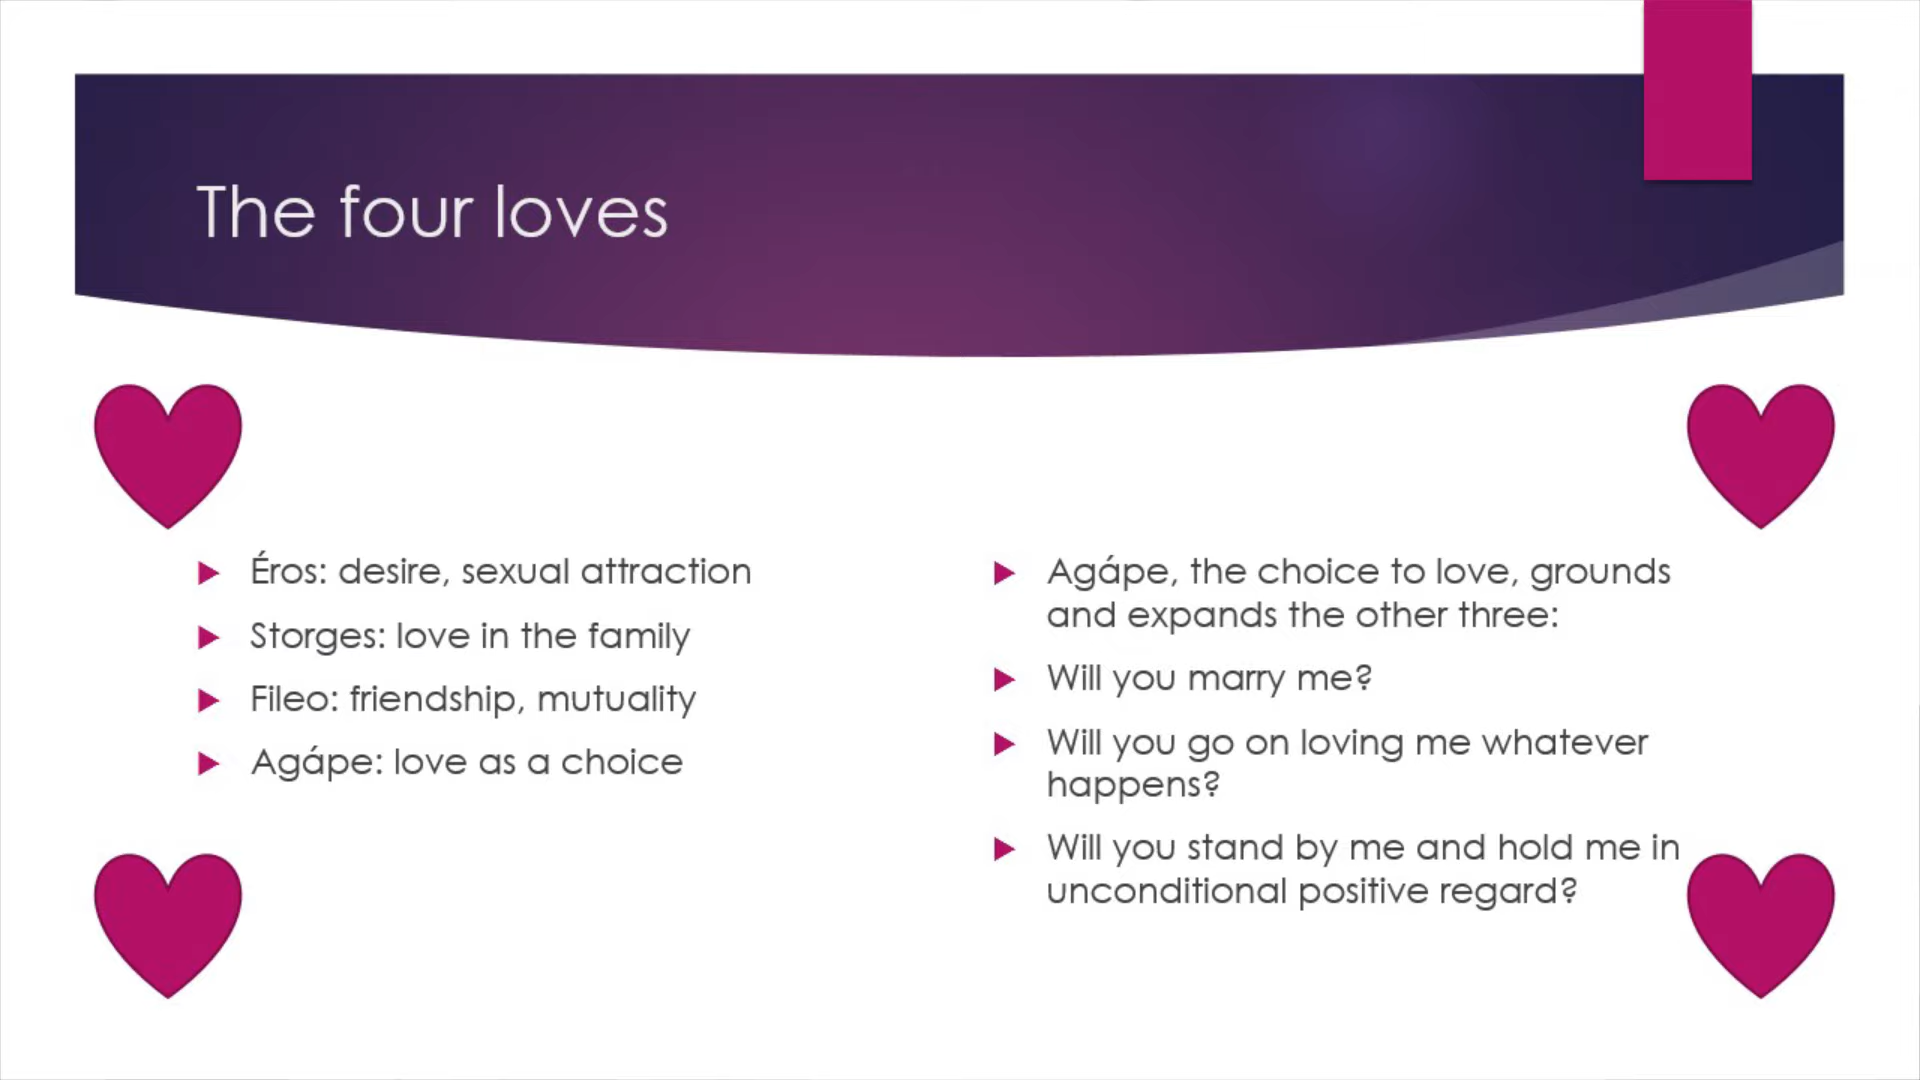 The four loves
Éros: desire, sexual attraction
Storges: love in the family
Fileo: friendship, mutuality
Agápe: love as a choice
Agápe, the choice to love, grounds
and expands the other three:
Will you marry me?
Will you go on loving me whatever
happens?
Will you stand by me and hold me in
unconditional positive regard?